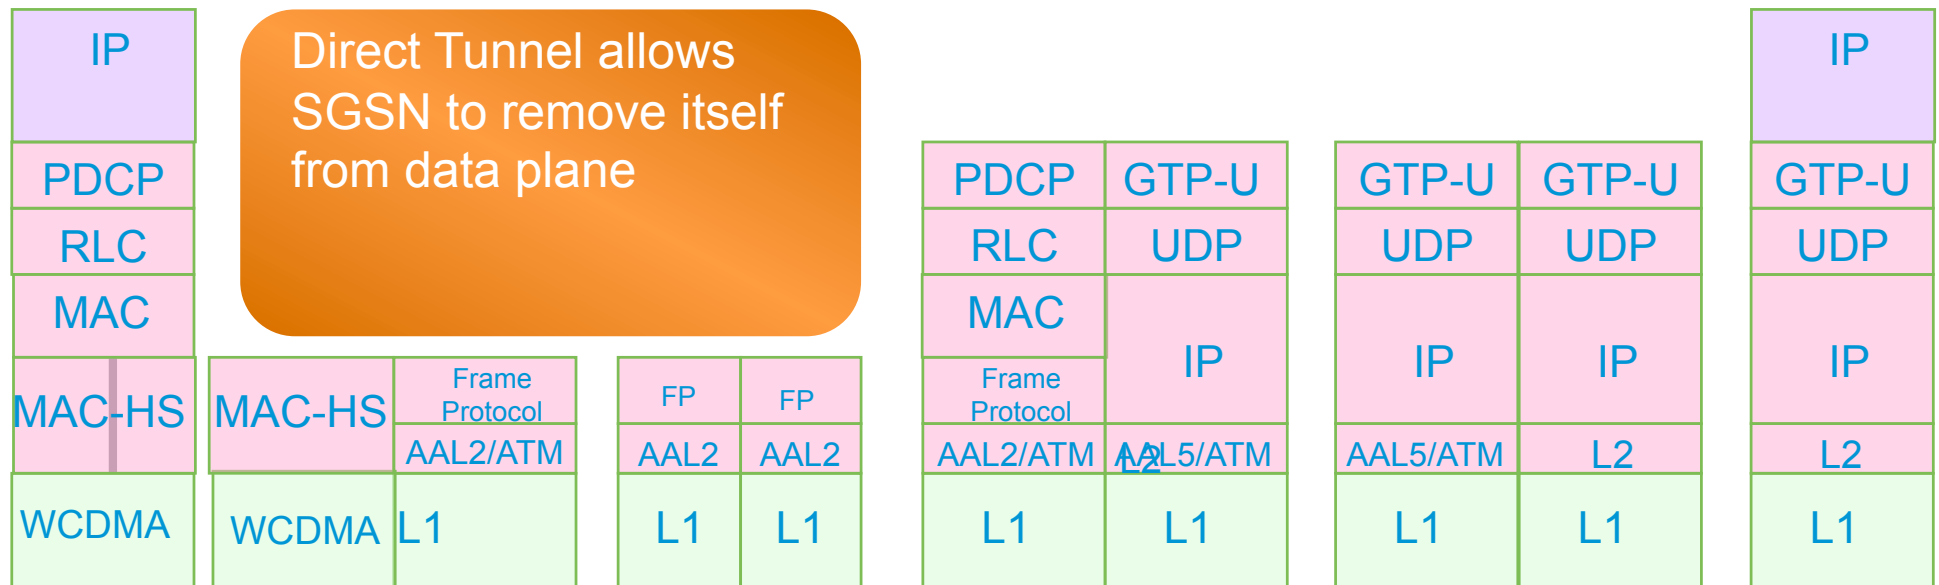 IP
Direct Tunnel allows
SGSN to remove itself
from data plane
IP
PDCP
PDCP
GTP-U
GTP-U
GTP-U
GTP-U
RLC
RLC
UDP
UDP
UDP
UDP
MAC
MAC
IP
IP
IP
IP
MAC-HS
MAC-HS
Frame
Protocol
FP
FP
Frame
Protocol
AAL2/ATM
AAL2
AAL2
AAL2/ATM
AAL5/ATM
L2
AAL5/ATM
L2
L2
WCDMA
WCDMA
L1
L1
L1
L1
L1
L1
L1
L1